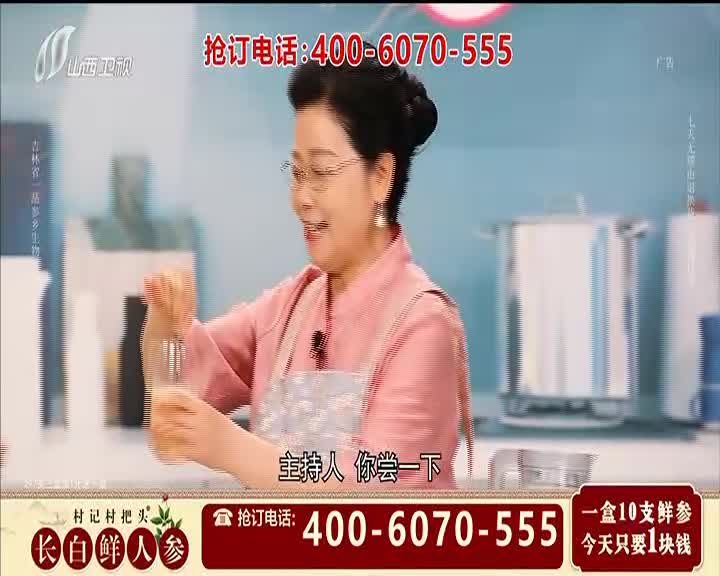 山西卫视
抢订电话:400-6070-555
广告
主持人 你尝一下
村记村把头
长白鲜人参
抢订电话:
400-6070-555
一盒10支鲜参
今天只要1块钱